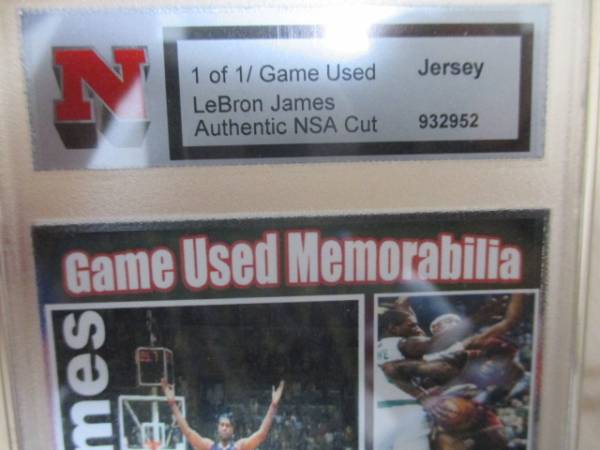 N
1 of 1/ Game Used Jersey
LeBron James
Authentic NSA Cut 932952
Game Used Memorabilia
mes